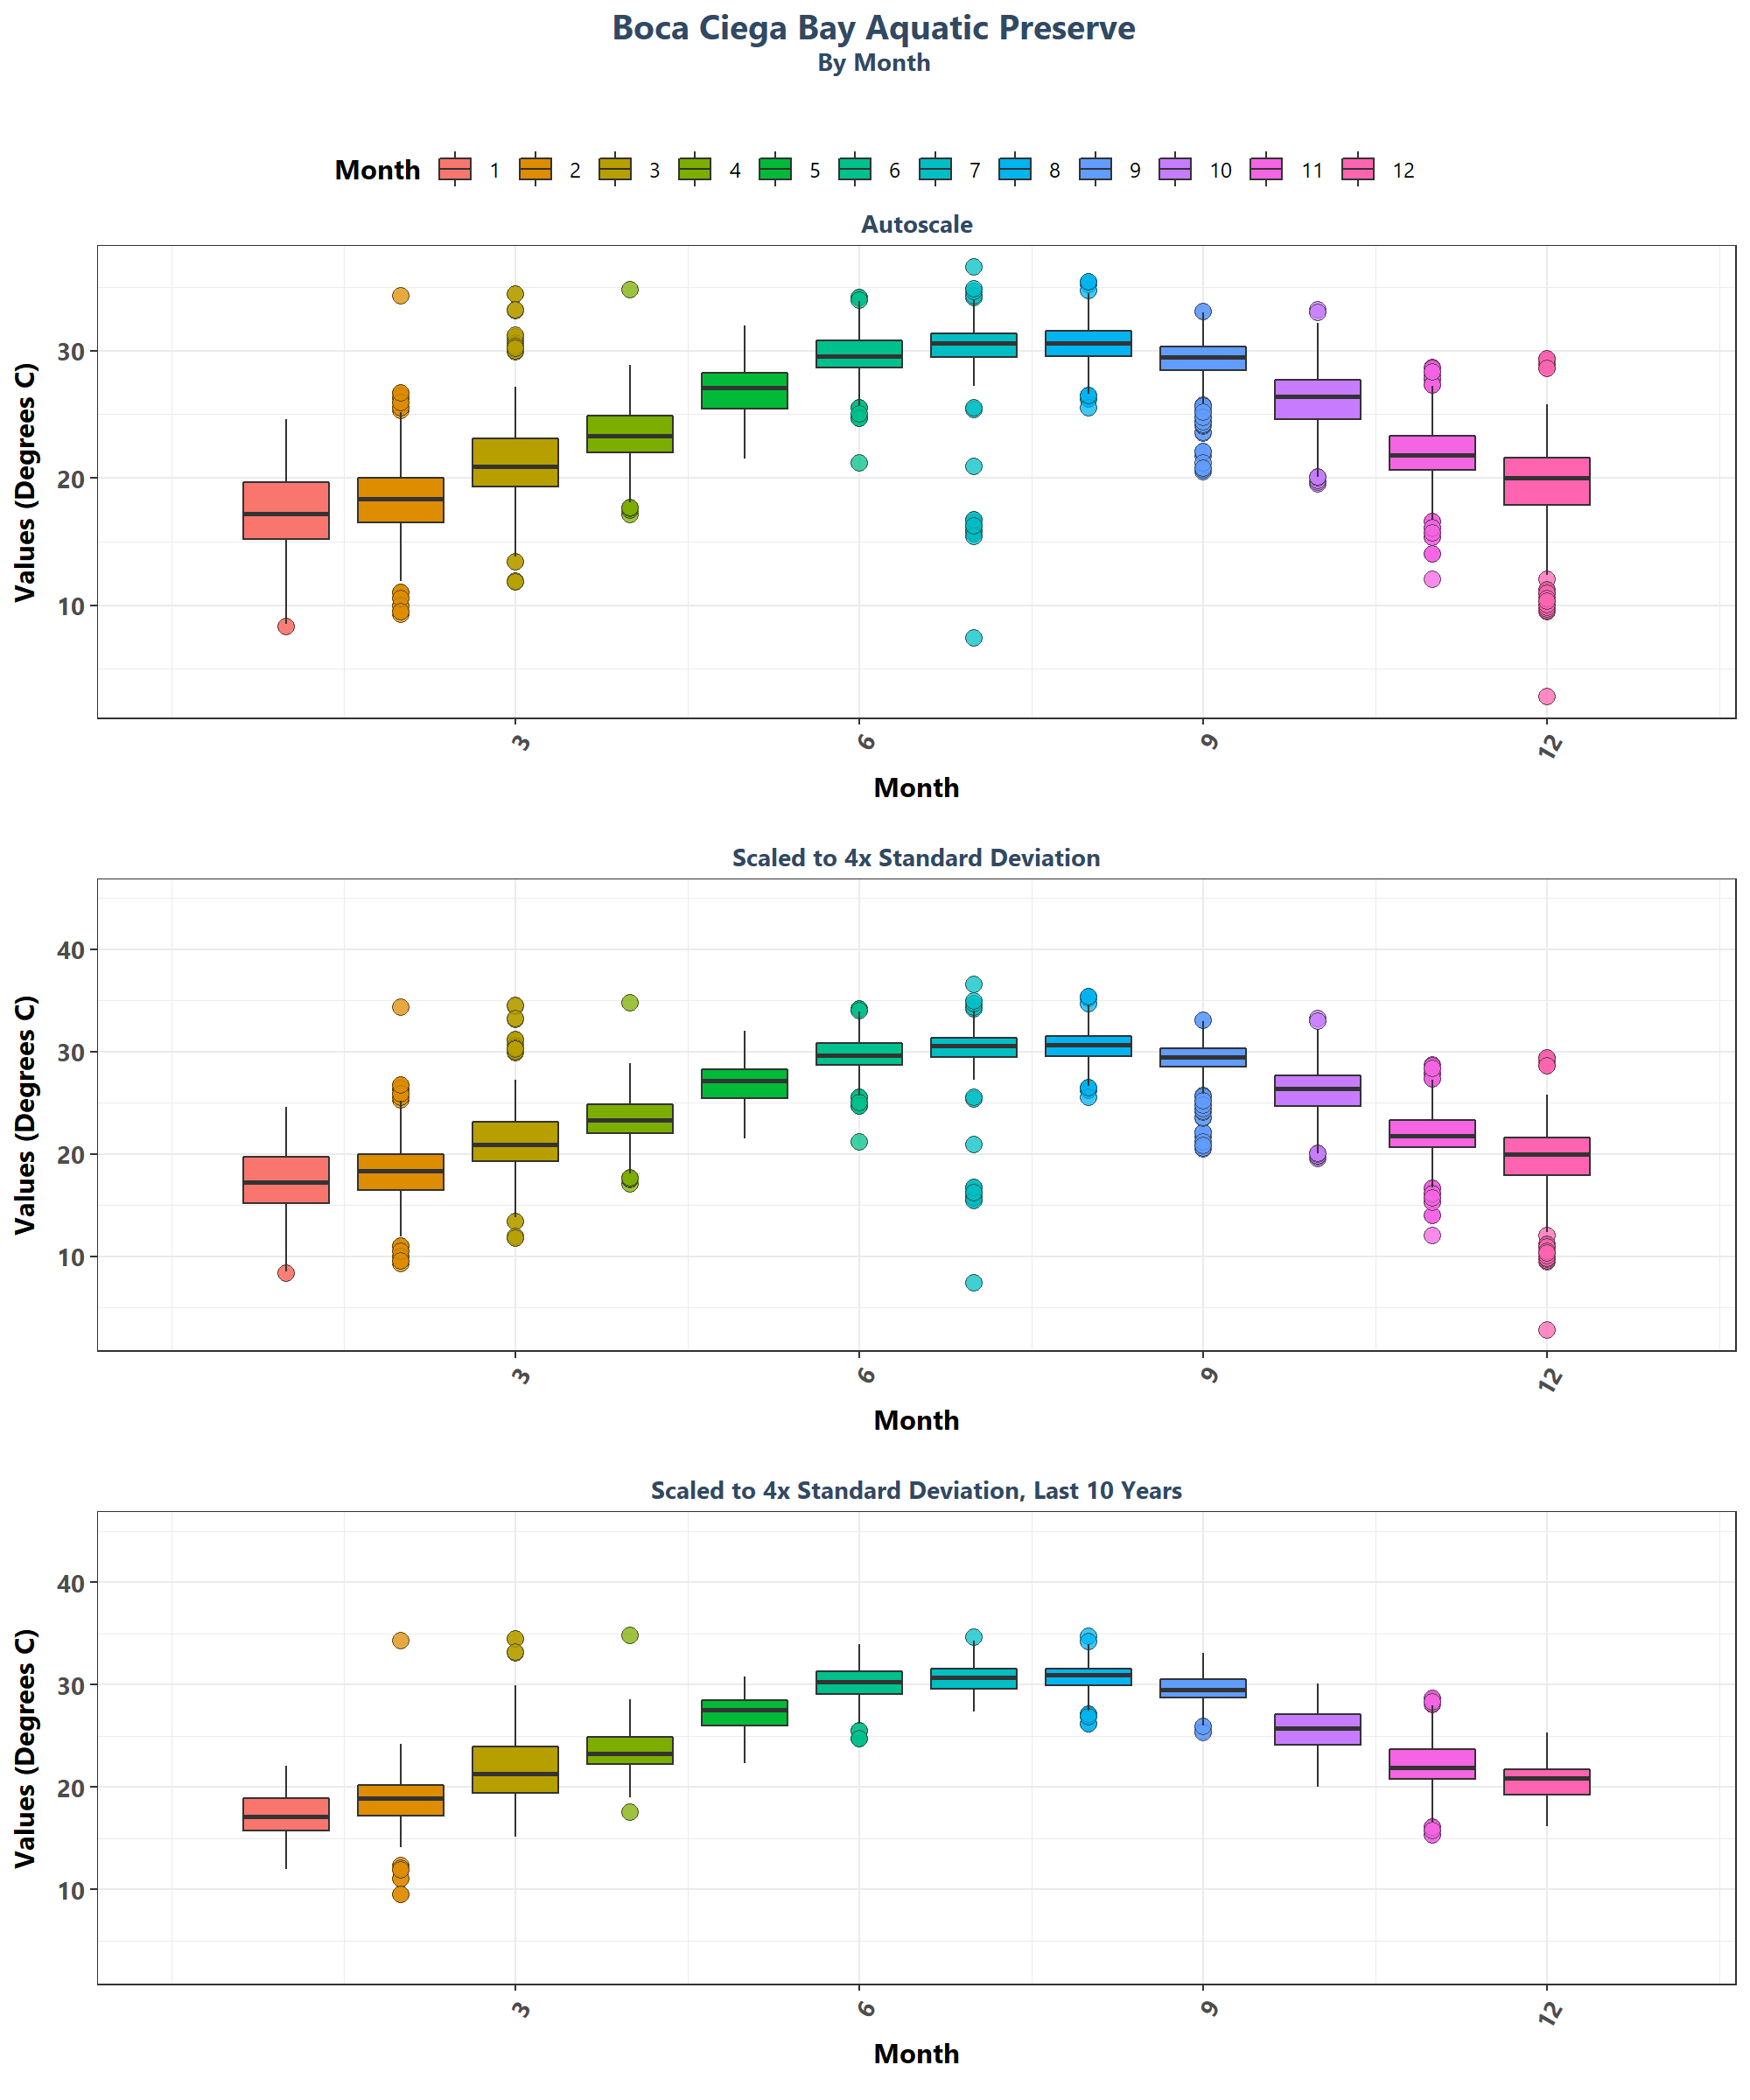 Boca Ciega Bay Aquatic Preserve
By Month
Month 1 2 3 4 5 6 7 8 9 10 11 12
Autoscale
Values (Degrees C)
30
20
10
3 6 9 12
Month
Scaled to 4x Standard Deviation
Values (Degrees C)
40
30
20
10
3 6 9 12
Month
Scaled to 4x Standard Deviation, Last 10 Years
Values (Degrees C)
40
30
20
10
3 6 9 12
Month